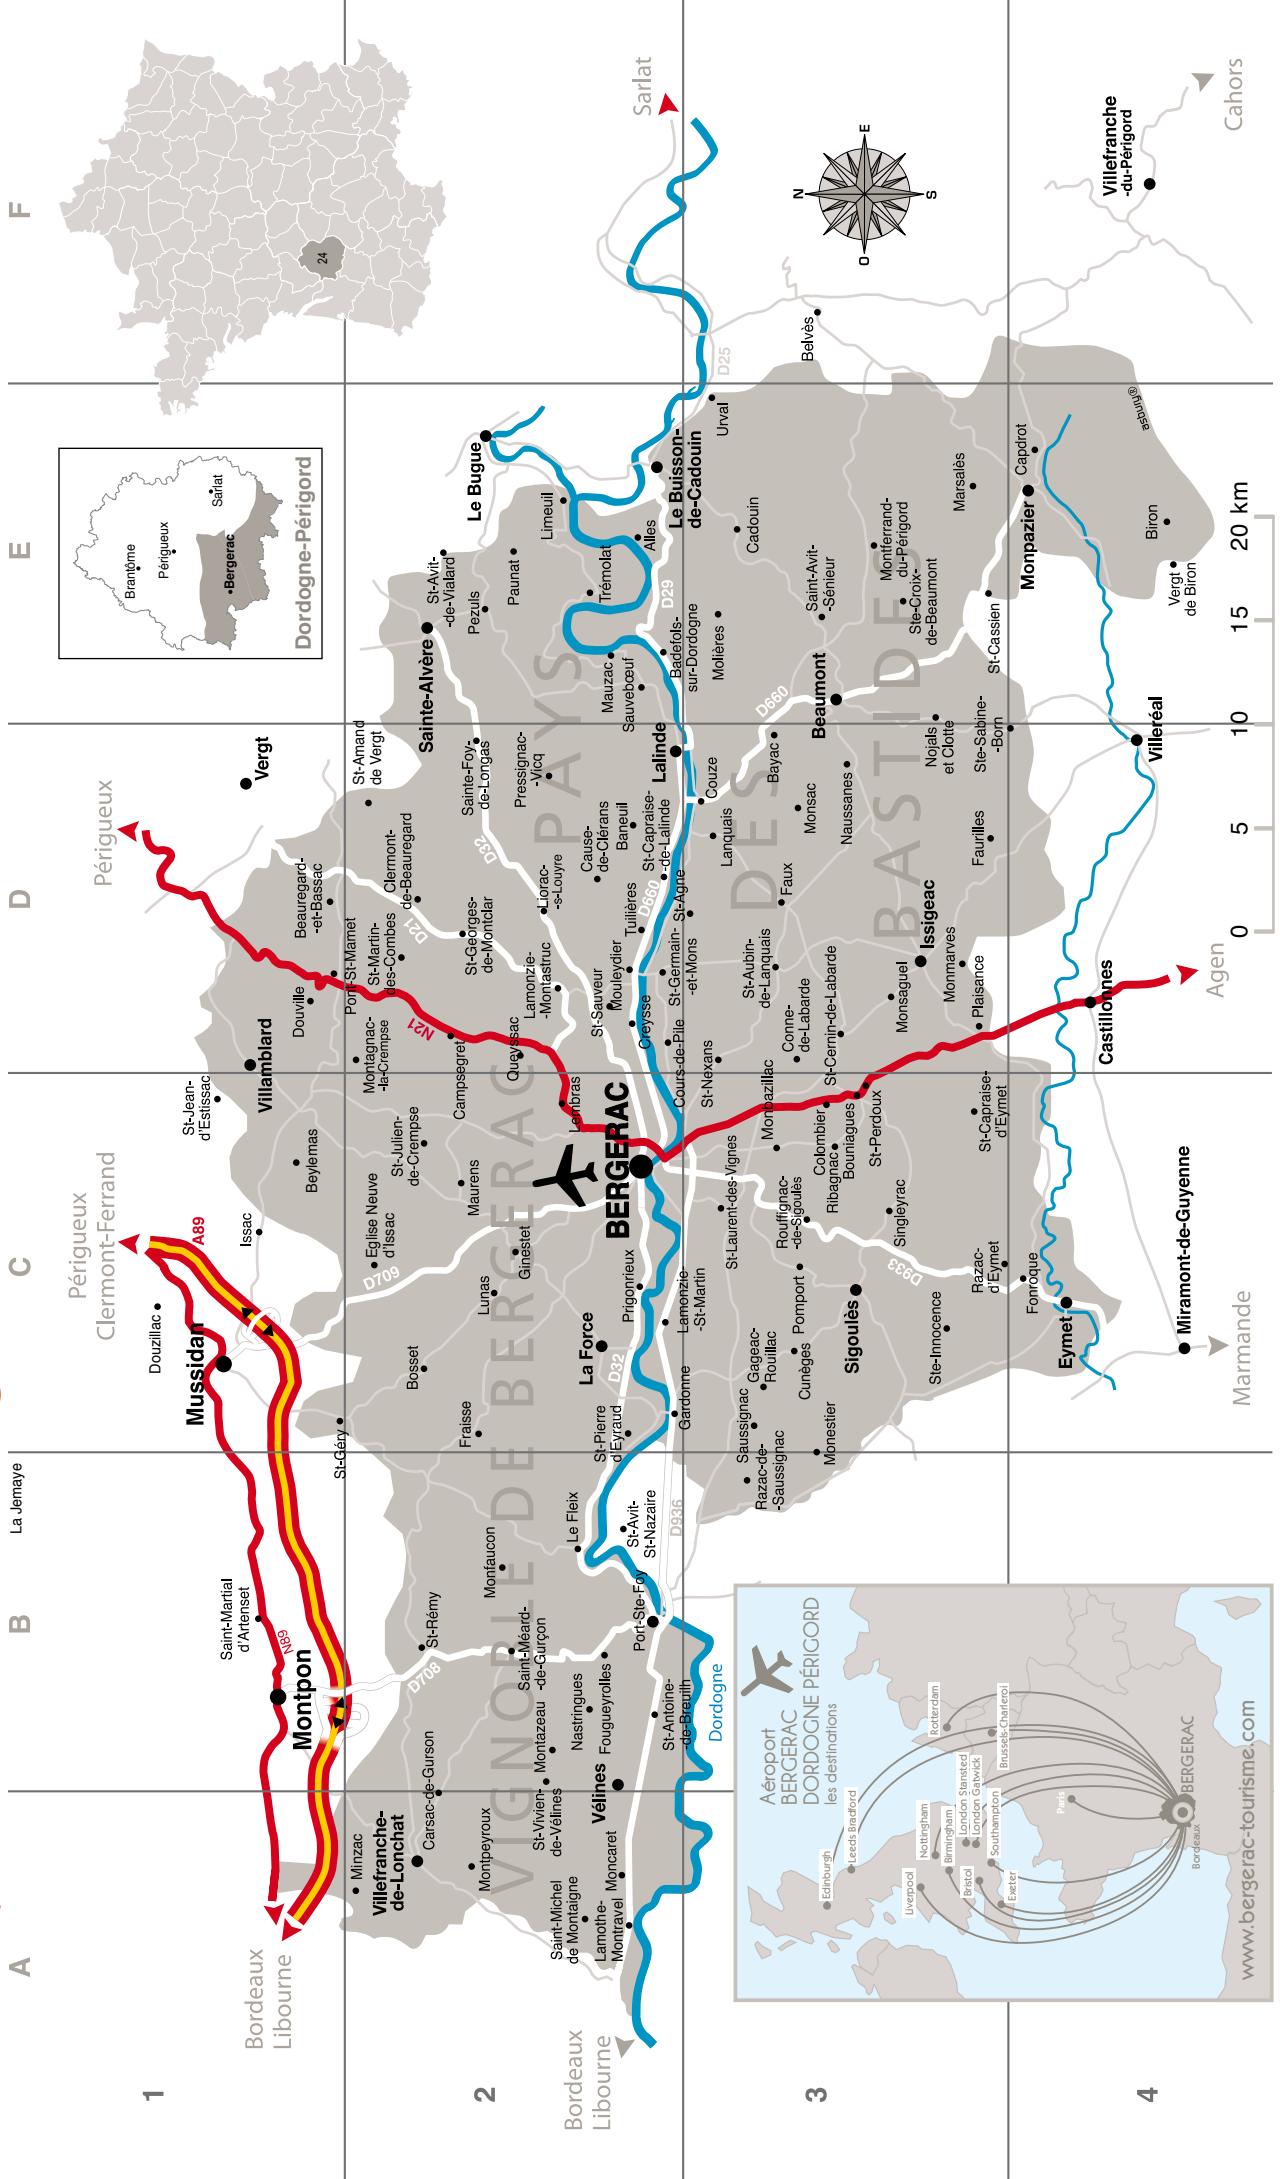 A
B
C
D
E
F
1
2
3
4
La Jemaye
Bordeaux
Libourne
Périgueux
Clermont-Ferrand
Périgueux
Sarlat
Cahors
Agen
Marmande
Bordeaux
Libourne
A89
N89
N21
D709
D708
D21
D32
D32
D660
D660
D29
D25
D933
D936
24
Brantôme
Périgueux
Sarlat
Bergerac
Dordogne-Périgord
N
E
S
O
PAYS
DES
BASTIDES
VIGNOBLE DE BERGERAC
Douzillac
Mussidan
Issac
St-Jean-
d'Estissac
Villamblard
Beylemas
Vergt
St-Amand
de Vergt
Beauregard-
-et-Bassac
Douville
Pont-St-Mamet
St-Martin-
des-Combes
Clermont-
de-Beauregard
Montagnac-
-la-Crempse
Campsegret
St-Julien-
de-Crempse
Eglise Neuve
d'Issac
Maurens
Ginestet
Lunas
Bosset
Fraisse
St-Géry
Saint-Martial
d'Artenset
Montpon
Minzac
Villefranche-
de-Lonchat
Carsac-de-Gurson
Montpeyroux
St-Vivien-
de-Vélines
Montazeau
Saint-Méard-
-de-Gurçon
St-Rémy
Monfaucon
Le Fleix
St-Avit-
St-Nazaire
Port-Ste-Foy
Nastringues
Fougueyrolles
St-Antoine-
-de-Breuilh
Vélines
Moncaret
Saint-Michel
de Montaigne
Lamothe-
Montravel
Dordogne
St-Pierre
d'Eyraud
La Force
Prigonrieux
Gardonne
Lamonzie-
-St-Martin
BERGERAC
Lembras
Queyssac
St-Georges-
de-Montclar
Lamonzie-
-Montastruc
Liorac-
-s-Louvre
St-Sauveur
Mouleydier
Creysse
Cours-de-Pile
St-Germain-
-et-Mons
Tuilières
St-Agne
Cause-
de-Clérans
Baneuil
St-Capraise-
-de-Lalinde
Lalinde
Couze
Pressignac-
-Vicq
Sainte-Foy-
de-Longas
Sainte-Alvère
St-Avit-
-de-Vialard
Pezuls
Paunat
Limeuil
Le Bugue
Trémolat
Alles
Le Buisson-
de-Cadouin
Mauzac
Sauvebœuf
Badefols-
sur-Dordogne
Molières
Urval
Cadouin
Belvès
Saint-Avit-
-Sénieur
Montferrand-
du-Périgord
Ste-Croix-
de-Beaumont
Marsalès
Capdrot
Monpazier
St-Cassien
Biron
Vergt
de Biron
Villefranche
-du-Périgord
Beaumont
Bayac
Monsac
Naussanes
Nojals
et Clotte
Ste-Sabine-
-Born
Faurilles
Lanquais
Faux
Issigeac
Monmarves
Plaisance
Monsaguel
St-Aubin-
de-Lanquais
Conne-
de-Labarde
St-Cernin-de-Labarde
St-Nexans
Monbazillac
Colombier
Bouniagues
Ribagnac
St-Perdoux
St-Capraise-
d'Eymet
St-Laurent-des-Vignes
Rouffignac-
-de-Sigoulès
Singleyrac
Pomport
Sigoulès
Cunèges
Gageac-
Rouillac
Saussignac
Razac-de-
-Saussignac
Monestier
Ste-Innocence
Razac-
d'Eymet
Fonroque
Eymet
Miramont-de-Guyenne
Castillonnes
Villeréal
asbury®
0
5
10
15
20 km
Aéroport
BERGERAC
DORDOGNE PÉRIGORD
les destinations
Edinburgh
Leeds Bradford
Nottingham
Liverpool
Birmingham
London Stansted
London Gatwick
Bristol
Southampton
Exeter
Rotterdam
Brussels-Charleroi
Paris
BERGERAC
Bordeaux
www.bergerac-tourisme.com